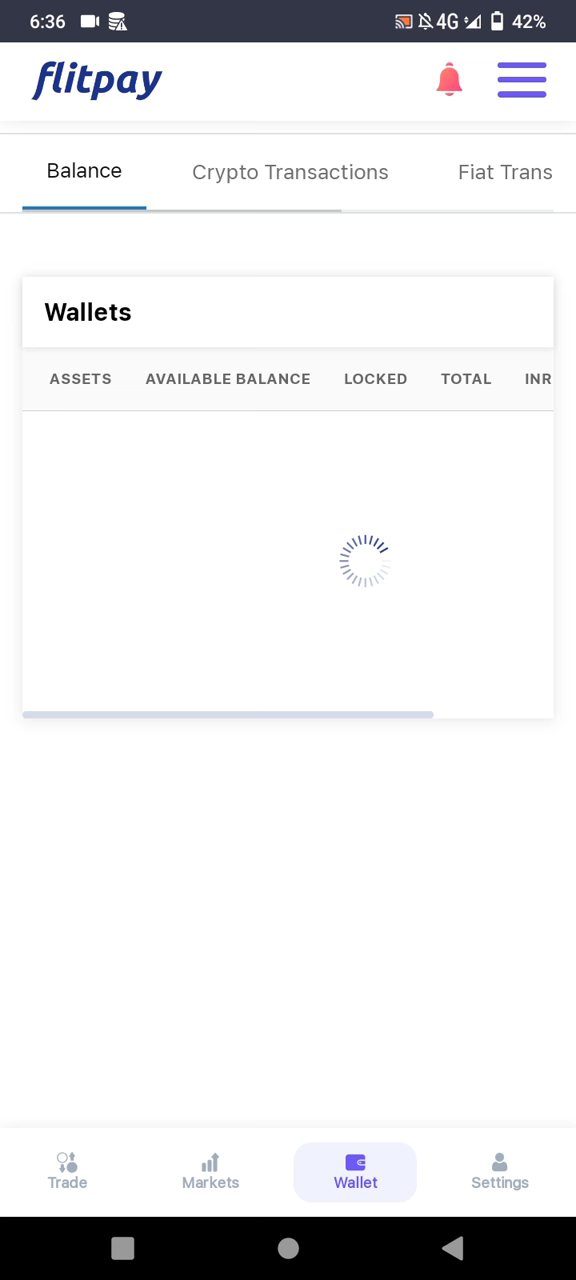 6:36 4G 42%
flitpay
Balance Crypto Transactions Fiat Trans
Wallets
ASSETS AVAILABLE BALANCE LOCKED TOTAL INR
Trade Markets Wallet Settings